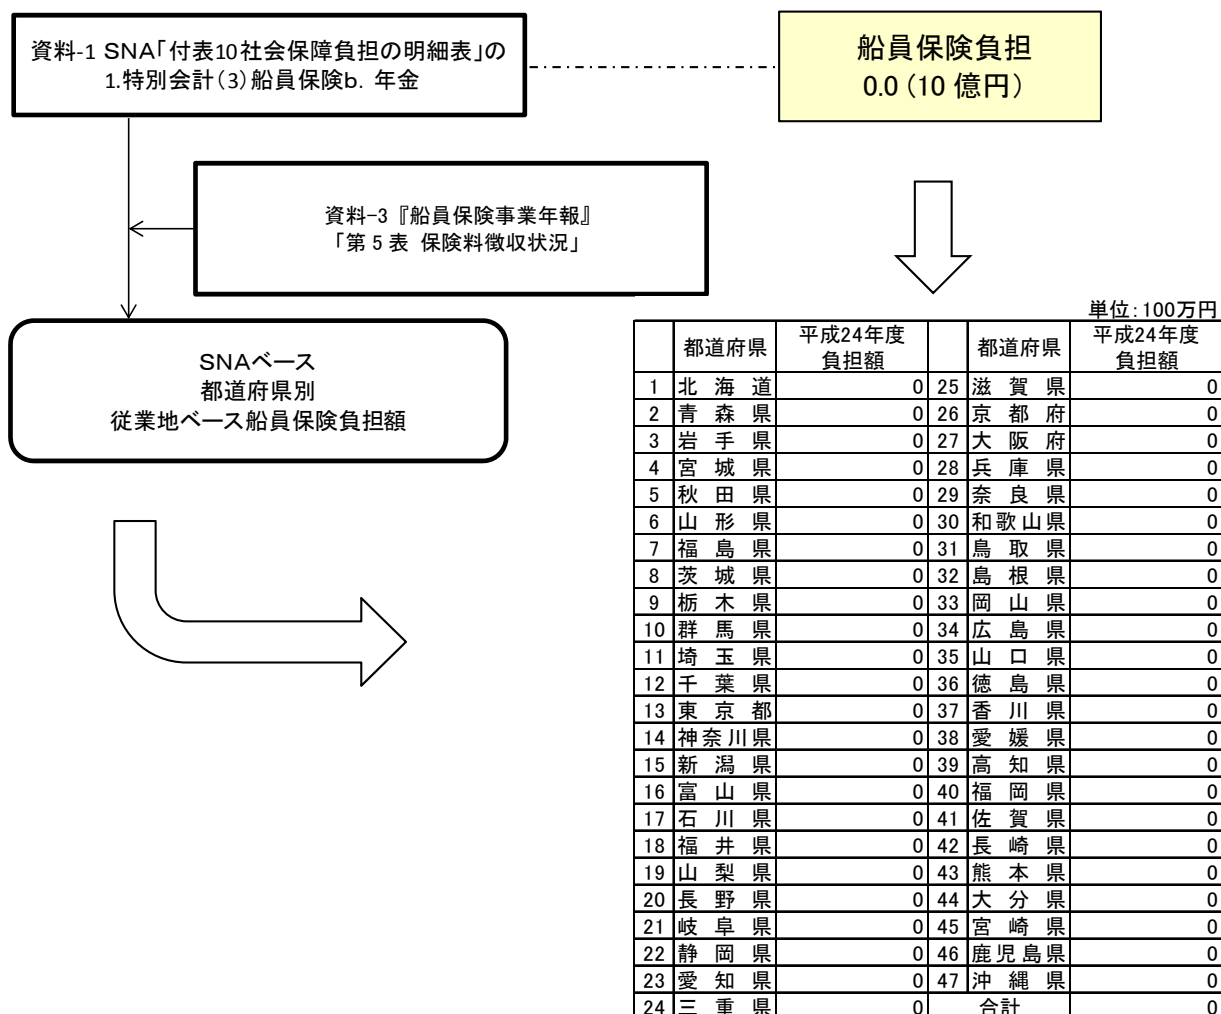 資料-1 SNA「付表10社会保障負担の明細表」の
1.特別会計(3)船員保険b. 年金
船員保険負担
0.0(10 億円)
資料-3『船員保険事業年報』
「第 5 表 保険料徴収状況」
SNAベース
都道府県別
従業地ベース船員保険負担額
単位:100万円
都道府県 平成24年度 負担額 都道府県 平成24年度 負担額
1 北海道 0 25 滋賀県 0
2 青森県 0 26 京都府 0
3 岩手県 0 27 大阪府 0
4 宮城県 0 28 兵庫県 0
5 秋田県 0 29 奈良県 0
6 山形県 0 30 和歌山県 0
7 福島県 0 31 鳥取県 0
8 茨城県 0 32 島根県 0
9 栃木県 0 33 岡山県 0
10 群馬県 0 34 広島県 0
11 埼玉県 0 35 山口県 0
12 千葉県 0 36 徳島県 0
13 東京都 0 37 香川県 0
14 神奈川県 0 38 愛媛県 0
15 新潟県 0 39 高知県 0
16 富山県 0 40 福岡県 0
17 石川県 0 41 佐賀県 0
18 福井県 0 42 長崎県 0
19 山梨県 0 43 熊本県 0
20 長野県 0 44 大分県 0
21 岐阜県 0 45 宮崎県 0
22 静岡県 0 46 鹿児島県 0
23 愛知県 0 47 沖縄県 0
24 三重県 0 合計 0